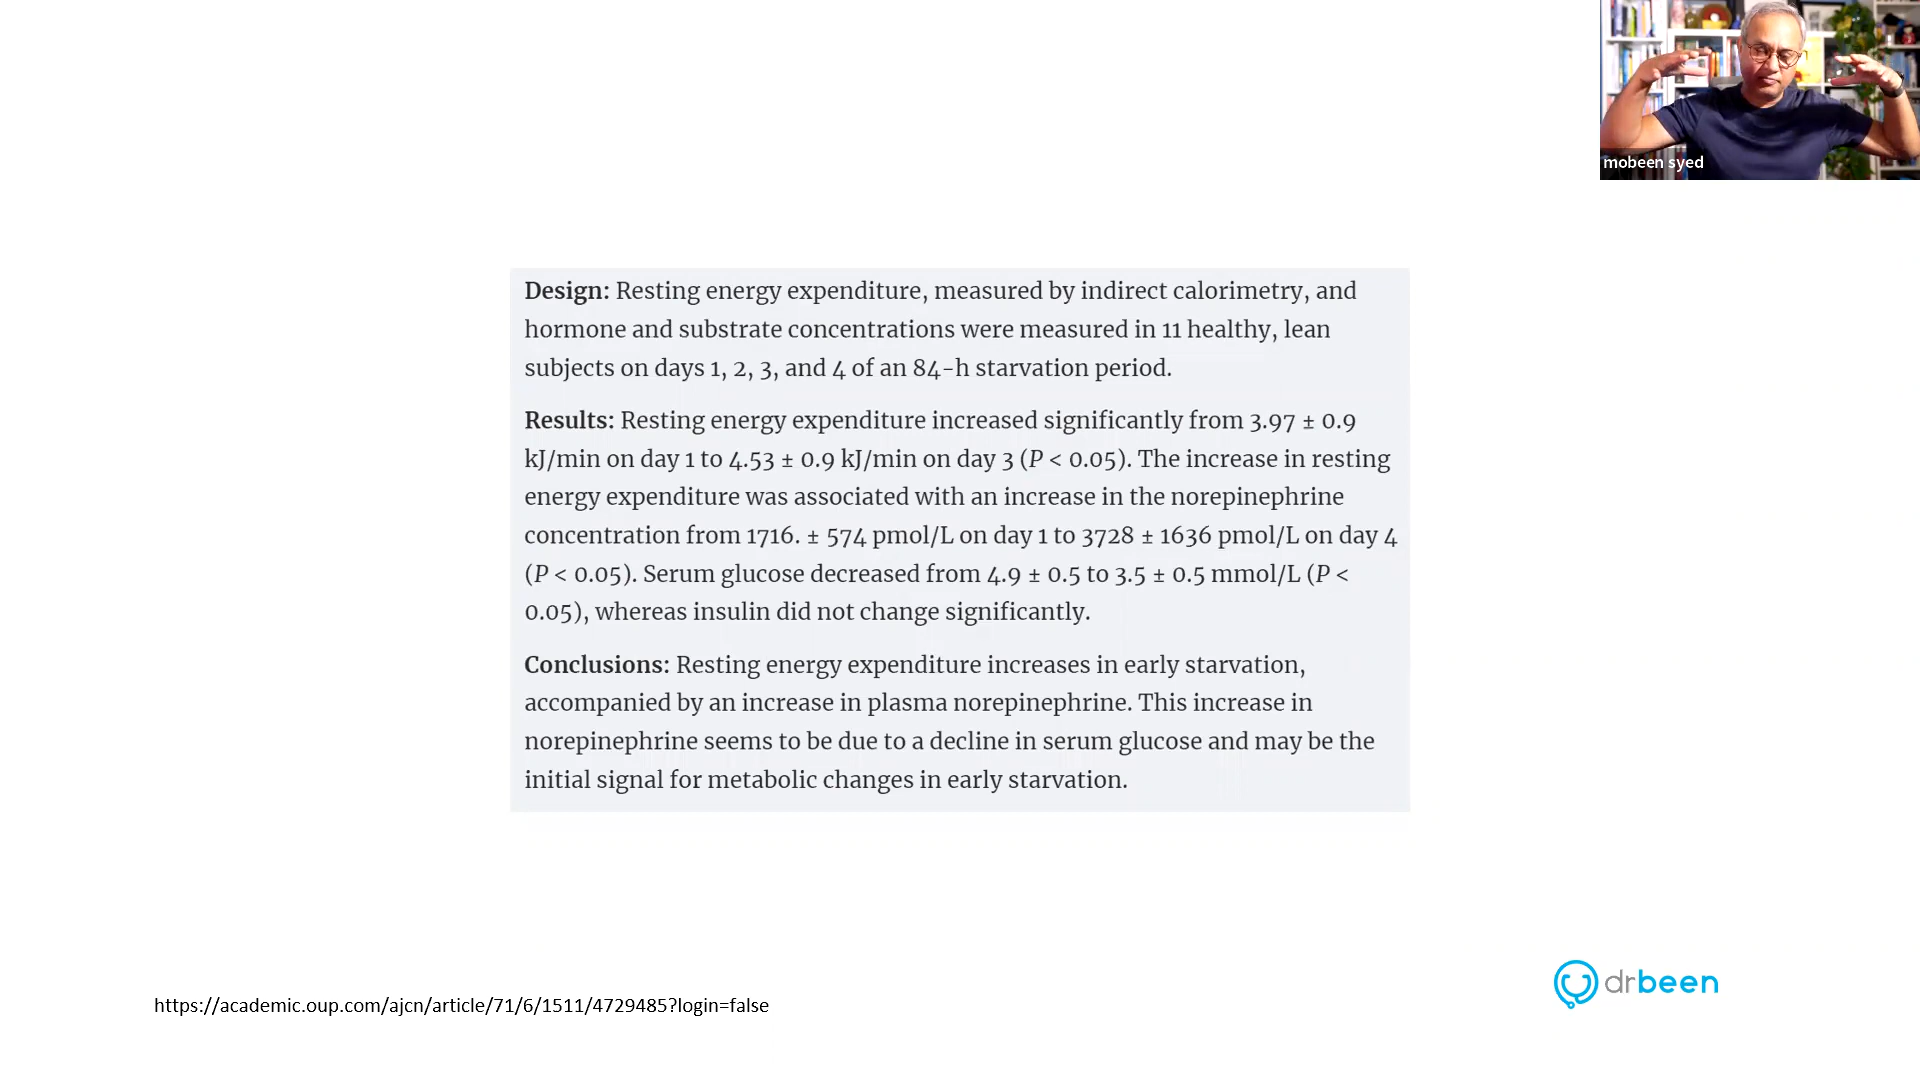 mobeen syed
Design: Resting energy expenditure, measured by indirect calorimetry, and
hormone and substrate concentrations were measured in 11 healthy, lean
subjects on days 1, 2, 3, and 4 of an 84-h starvation period.
Results: Resting energy expenditure increased significantly from 3.97 ± 0.9
kJ/min on day 1 to 4.53 ± 0.9 kJ/min on day 3 (P < 0.05). The increase in resting
energy expenditure was associated with an increase in the norepinephrine
concentration from 1716. ± 574 pmol/L on day 1 to 3728 ± 1636 pmol/L on day 4
(P < 0.05). Serum glucose decreased from 4.9 ± 0.5 to 3.5 ± 0.5 mmol/L (P <
0.05), whereas insulin did not change significantly.
Conclusions: Resting energy expenditure increases in early starvation,
accompanied by an increase in plasma norepinephrine. This increase in
norepinephrine seems to be due to a decline in serum glucose and may be the
initial signal for metabolic changes in early starvation.
drbeen
https://academic.oup.com/ajcn/article/71/6/1511/4729485?login=false